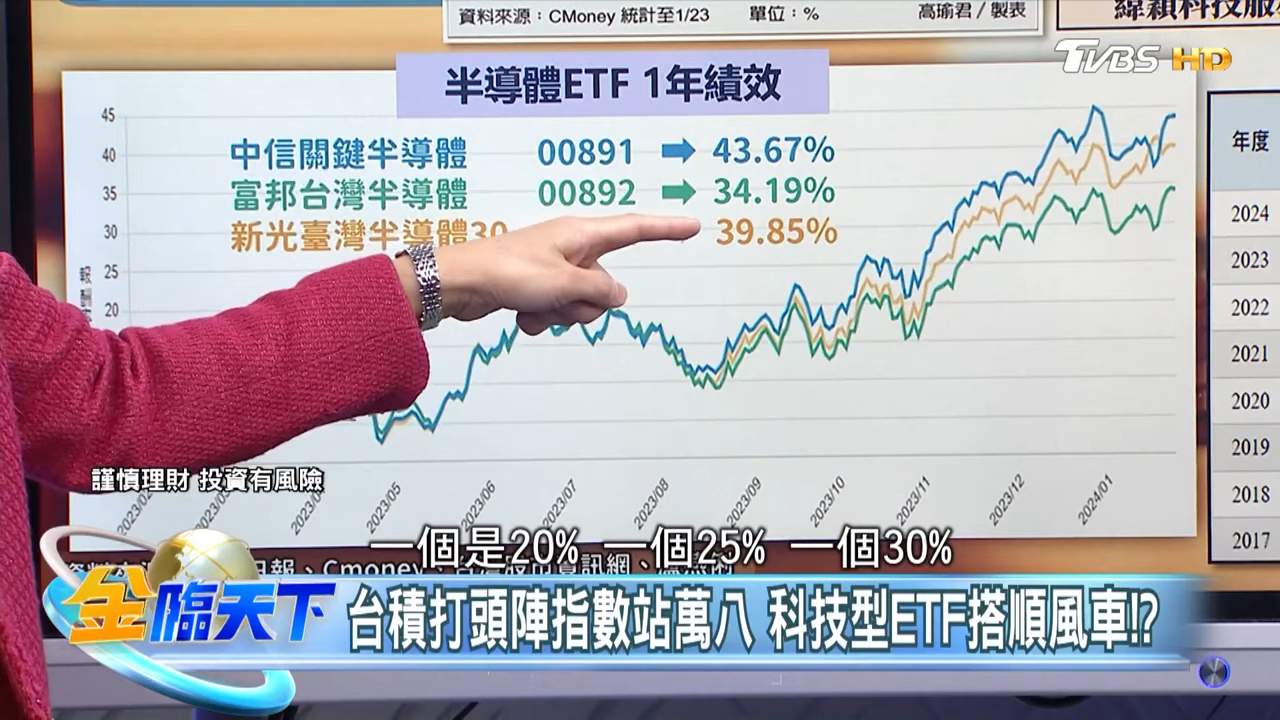 資料來源：CMoney 統計至1/23 單位：% 高瑜君/製表
TVBS HD
半導體ETF 1年績效
中信關鍵半導體 00891 43.67%
富邦台灣半導體 00892 34.19%
新光臺灣半導體30 39.85%
45
40
35
30
25
20
報酬
2023/05
2023/06
2023/07
2023/08
2023/09
2023/10
2023/11
2023/12
2024/01
年度
2024
2023
2022
2021
2020
2019
2018
2017
謹慎理財 投資有風險
一個是20% 一個25% 一個30%
金臨天下
台積打頭陣指數站萬八 科技型ETF搭順風車!?